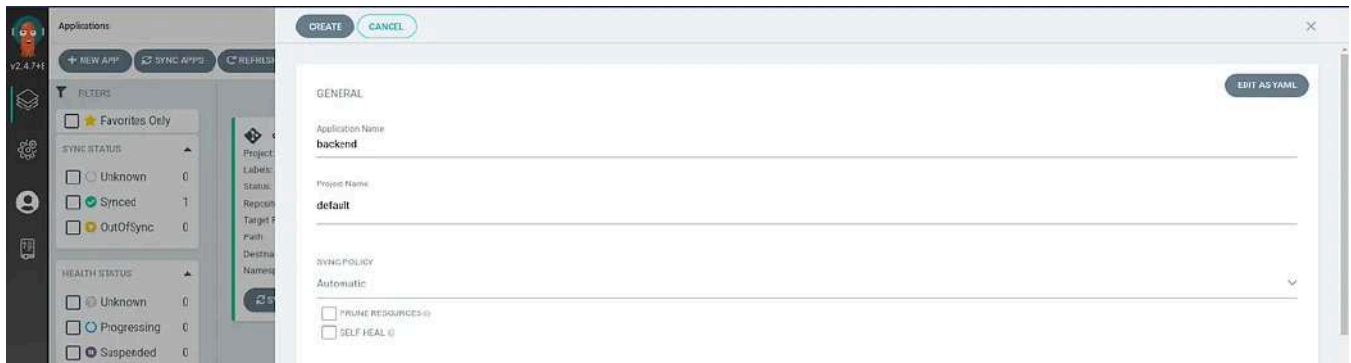 Applications
CREATE
CANCEL
v2.4.7+
+ NEW APP
SYNC APPS
REFRESH
EDIT AS YAML
FILTERS
GENERAL
Favorites Only
Application Name
backend
SYNC STATUS
Project:
Labels:
Unknown 0
Status:
Project Name
Synced 1
default
OutOfSync 0
Target
Path:
SYNC POLICY
HEALTH STATUS
Automatic
Unknown 0
PRUNE RESOURCES
Progressing 0
SELF HEAL
Suspended 0